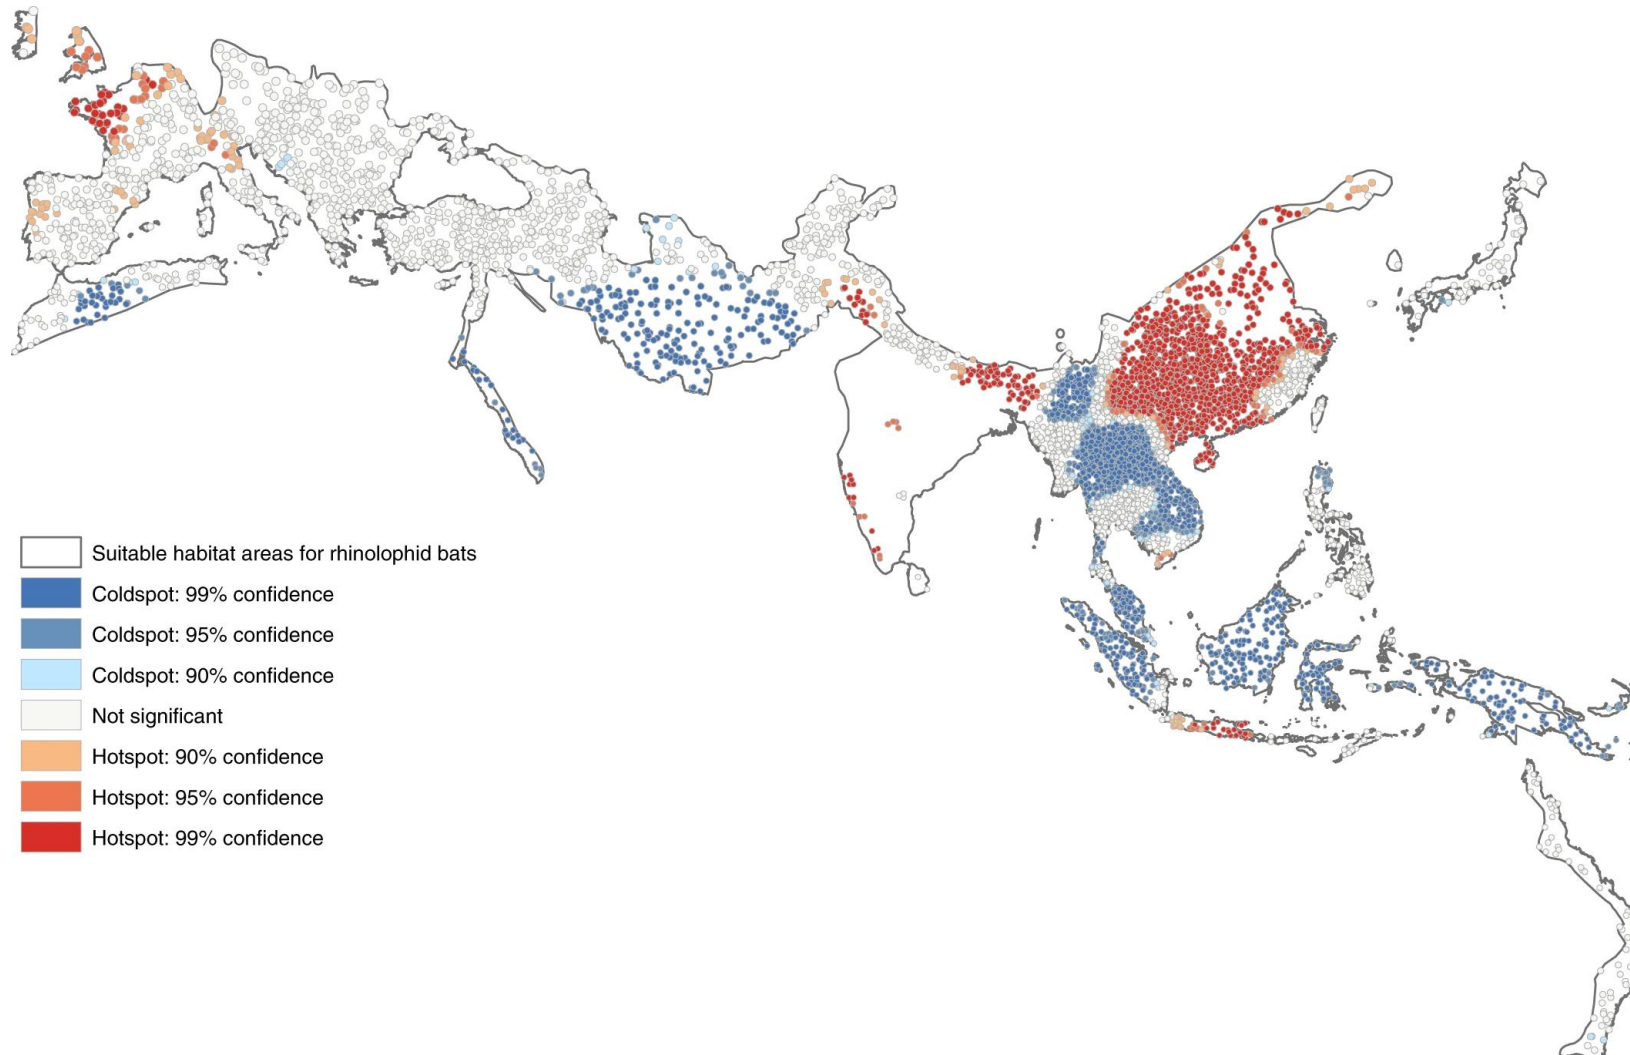 Suitable habitat areas for rhinolophid bats
Coldspot: 99% confidence
Coldspot: 95% confidence
Coldspot: 90% confidence
Not significant
Hotspot: 90% confidence
Hotspot: 95% confidence
Hotspot: 99% confidence